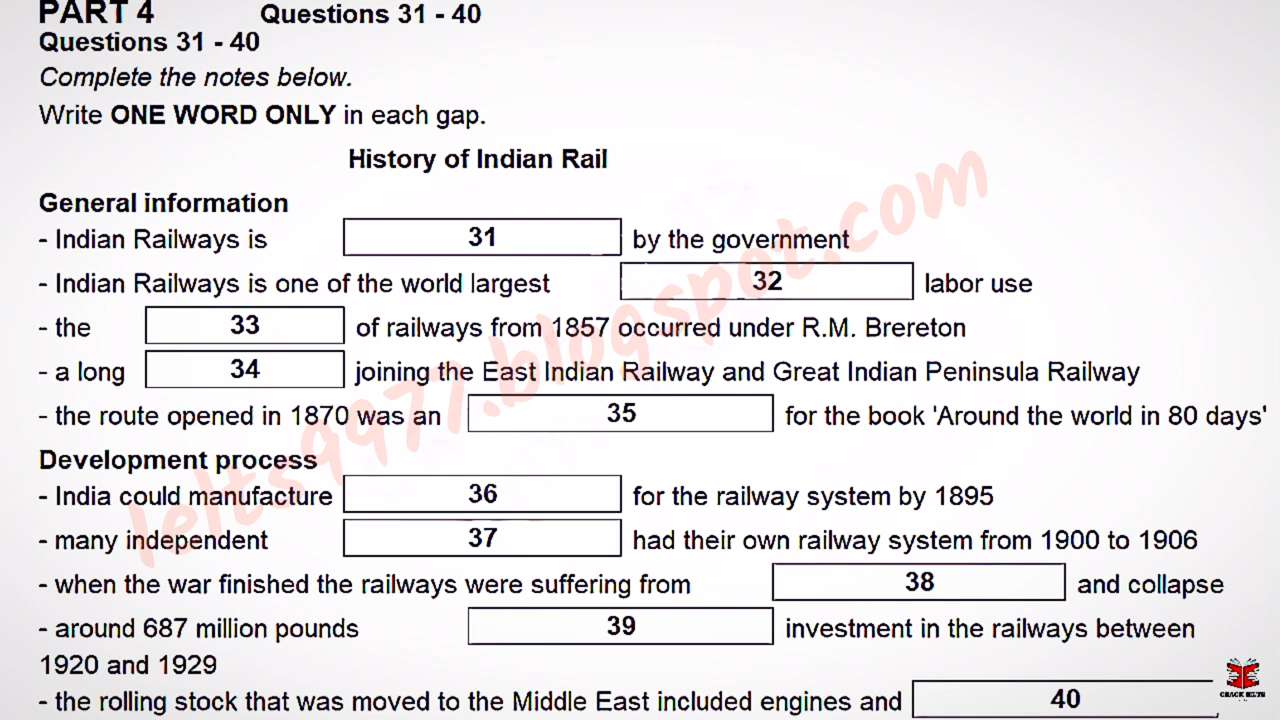 PART 4 Questions 31 - 40
Questions 31 - 40
Complete the notes below.
Write ONE WORD ONLY in each gap.
History of Indian Rail
General information
- Indian Railways is 31 by the government
- Indian Railways is one of the world largest 32 labor use
- the 33 of railways from 1857 occurred under R.M. Brereton
- a long 34 joining the East Indian Railway and Great Indian Peninsula Railway
- the route opened in 1870 was an 35 for the book 'Around the world in 80 days'
Development process
- India could manufacture 36 for the railway system by 1895
- many independent 37 had their own railway system from 1900 to 1906
- when the war finished the railways were suffering from 38 and collapse
- around 687 million pounds 39 investment in the railways between
1920 and 1929
- the rolling stock that was moved to the Middle East included engines and 40
Ielts9971.blogspot.com
CRACK IELTS